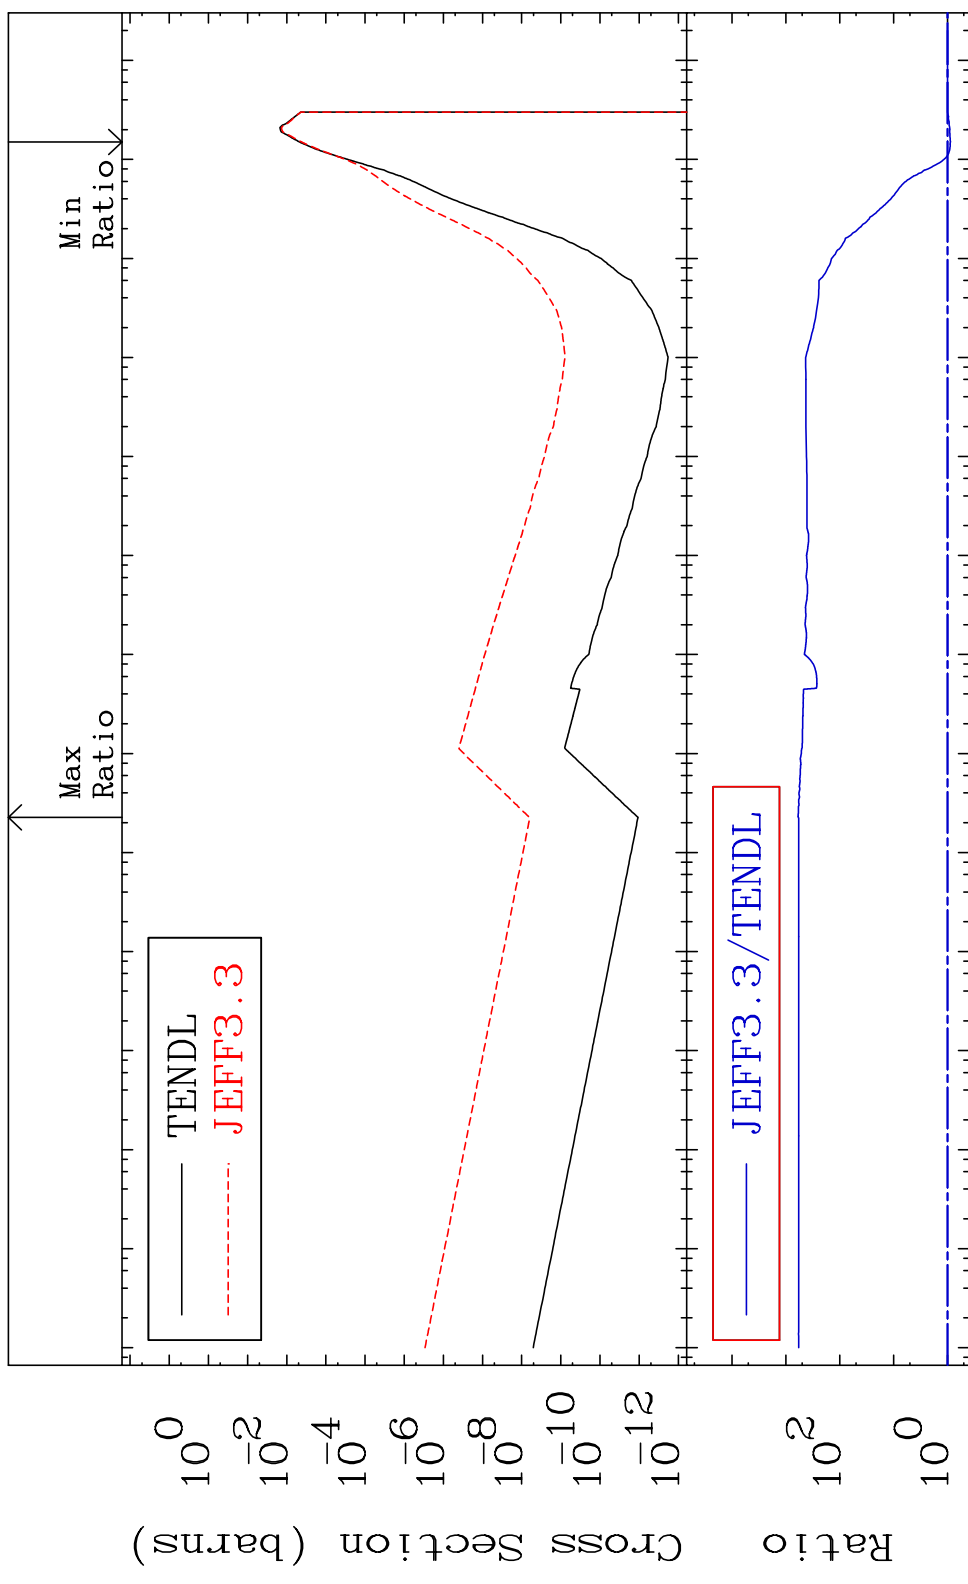 Max
Ratio
Min
Ratio
TENDL
JEFF3.3
Cross Section (barns)
10^0
10^-2
10^-4
10^-6
10^-8
10^-10
10^-12
JEFF3.3/TENDL
Ratio
10^2
10^0